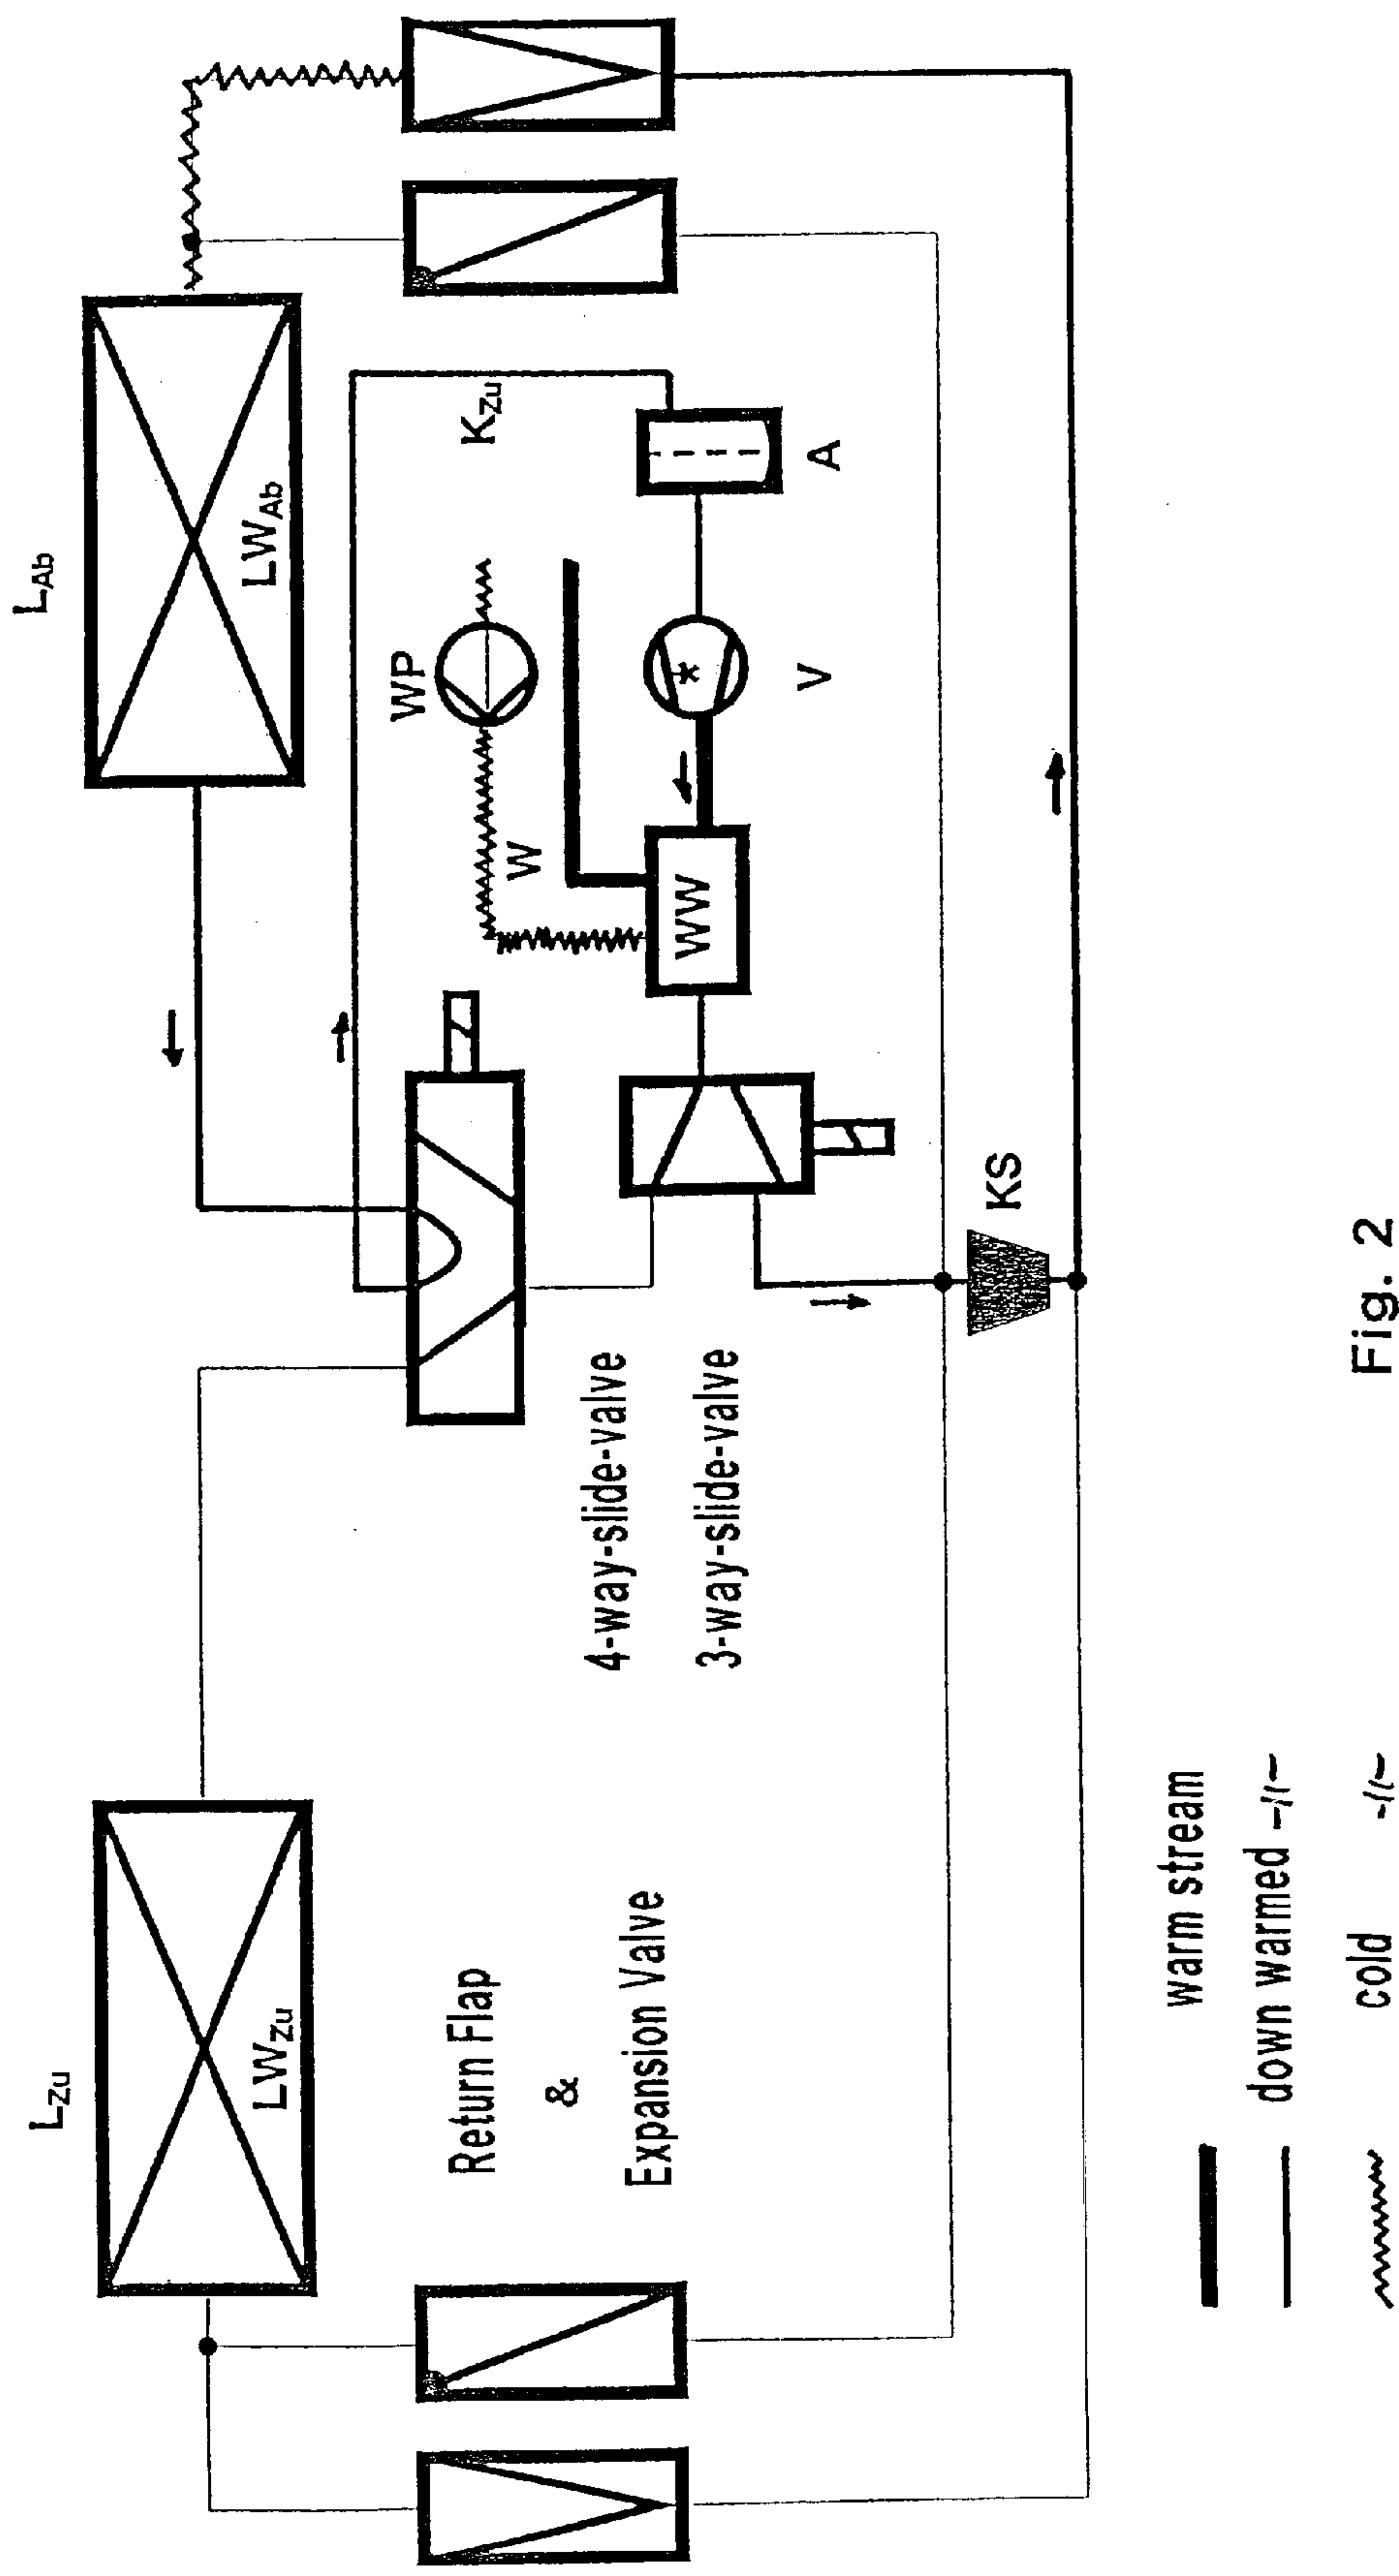 L_Zu
LW_Zu
L_Ab
LW_Ab
WP
K_Zu
W
WW
V
A
Return Flap
&
Expansion Valve
4-way-slide-valve
3-way-slide-valve
KS
warm stream
down warmed -//-
cold -//-
Fig. 2